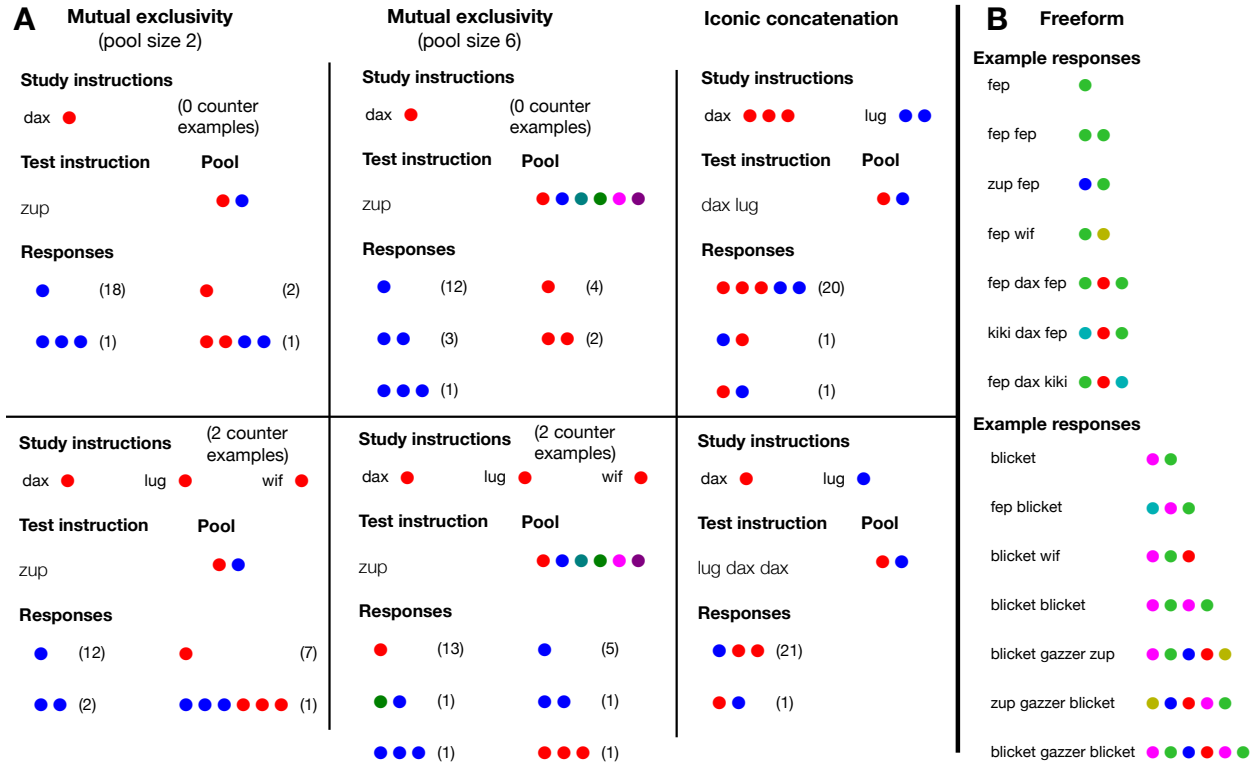 A
Mutual exclusivity
(pool size 2)
Study instructions
dax
(0 counter
examples)
Test instruction
Pool
zup
Responses
(18)
(2)
(1)
(1)
Mutual exclusivity
(pool size 6)
Study instructions
dax
(0 counter
examples)
Test instruction
Pool
zup
Responses
(12)
(4)
(3)
(2)
(1)
Iconic concatenation
Study instructions
dax
lug
Test instruction
Pool
dax lug
Responses
(20)
(1)
(1)
Study instructions
(2 counter
examples)
dax
lug
wif
Test instruction
Pool
zup
Responses
(12)
(7)
(2)
(1)
Study instructions
(2 counter
examples)
dax
lug
wif
Test instruction
Pool
zup
Responses
(13)
(5)
(1)
(1)
(1)
(1)
Study instructions
dax
lug
Test instruction
Pool
lug dax dax
Responses
(21)
(1)
B
Freeform
Example responses
fep
fep fep
zup fep
fep wif
fep dax fep
kiki dax fep
fep dax kiki
Example responses
blicket
fep blicket
blicket wif
blicket blicket
blicket gazzer zup
zup gazzer blicket
blicket gazzer blicket